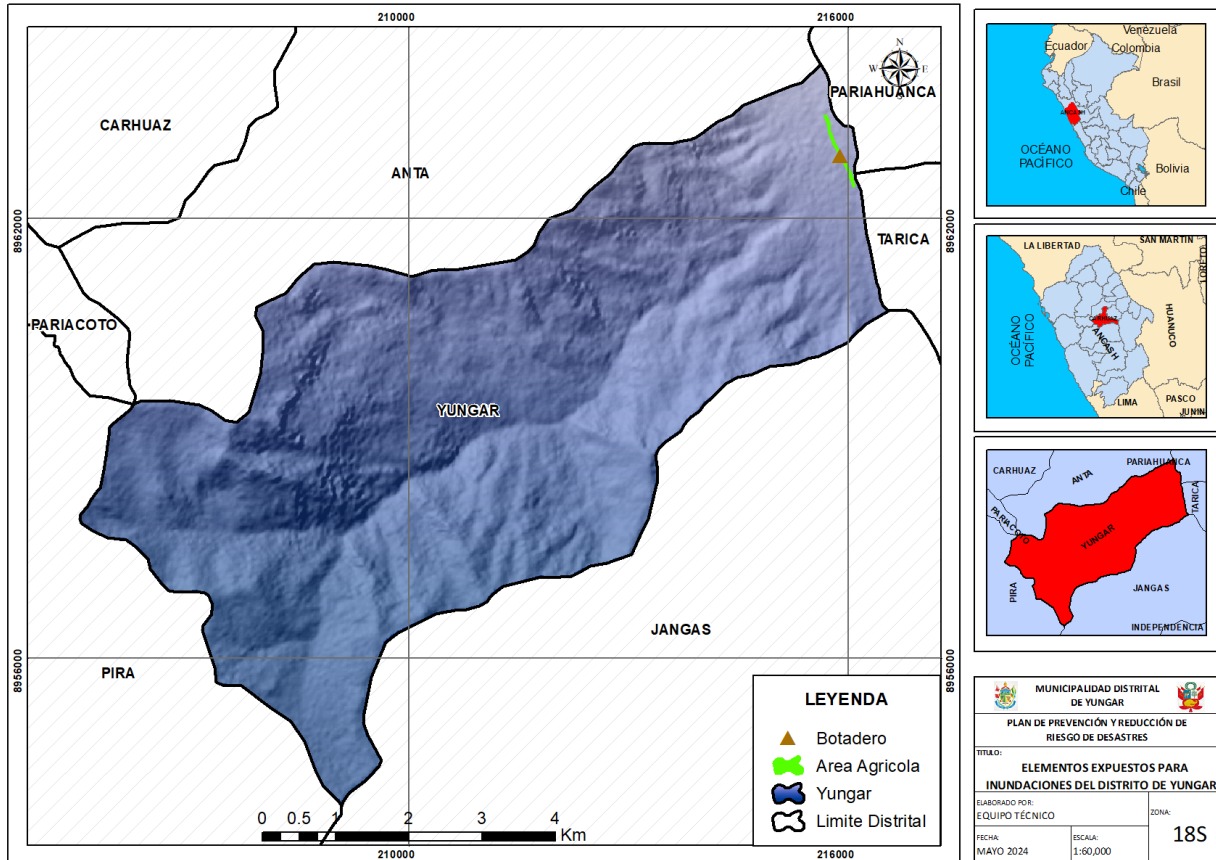 210000
216000
8962000
8962000
8956000
8956000
210000
216000
N
W
E
S
PARIAHUANCA
CARHUAZ
ANTA
TARICA
PARIACOTO
YUNGAR
JANGAS
PIRA
LEYENDA
Botadero
Area Agricola
Yungar
Limite Distrital
0 0.5 1 2 3 4
Km
Venezuela
Ecuador
Colombia
Brasil
ANCASH
OCÉANO
PACÍFICO
Bolivia
Chile
SAN MARTIN
LA LIBERTAD
LORETO
HUANUCO
CARHUAZ
ANCASH
OCÉANO
PACÍFICO
LIMA
PASCO
JUNIN
PARIAHUANCA
CARHUAZ
ANTA
TARICA
PARIACOTO
YUNGAR
PIRA
JANGAS
INDEPENDENCIA
MUNICIPALIDAD DISTRITAL
DE YUNGAR
PLAN DE PREVENCIÓN Y REDUCCIÓN DE
RIESGO DE DESASTRES
TITULO:
ELEMENTOS EXPUESTOS PARA
INUNDACIONES DEL DISTRITO DE YUNGAR
ELABORADO POR:
EQUIPO TÉCNICO
ZONA:
18S
FECHA:
MAYO 2024
ESCALA:
1:60,000